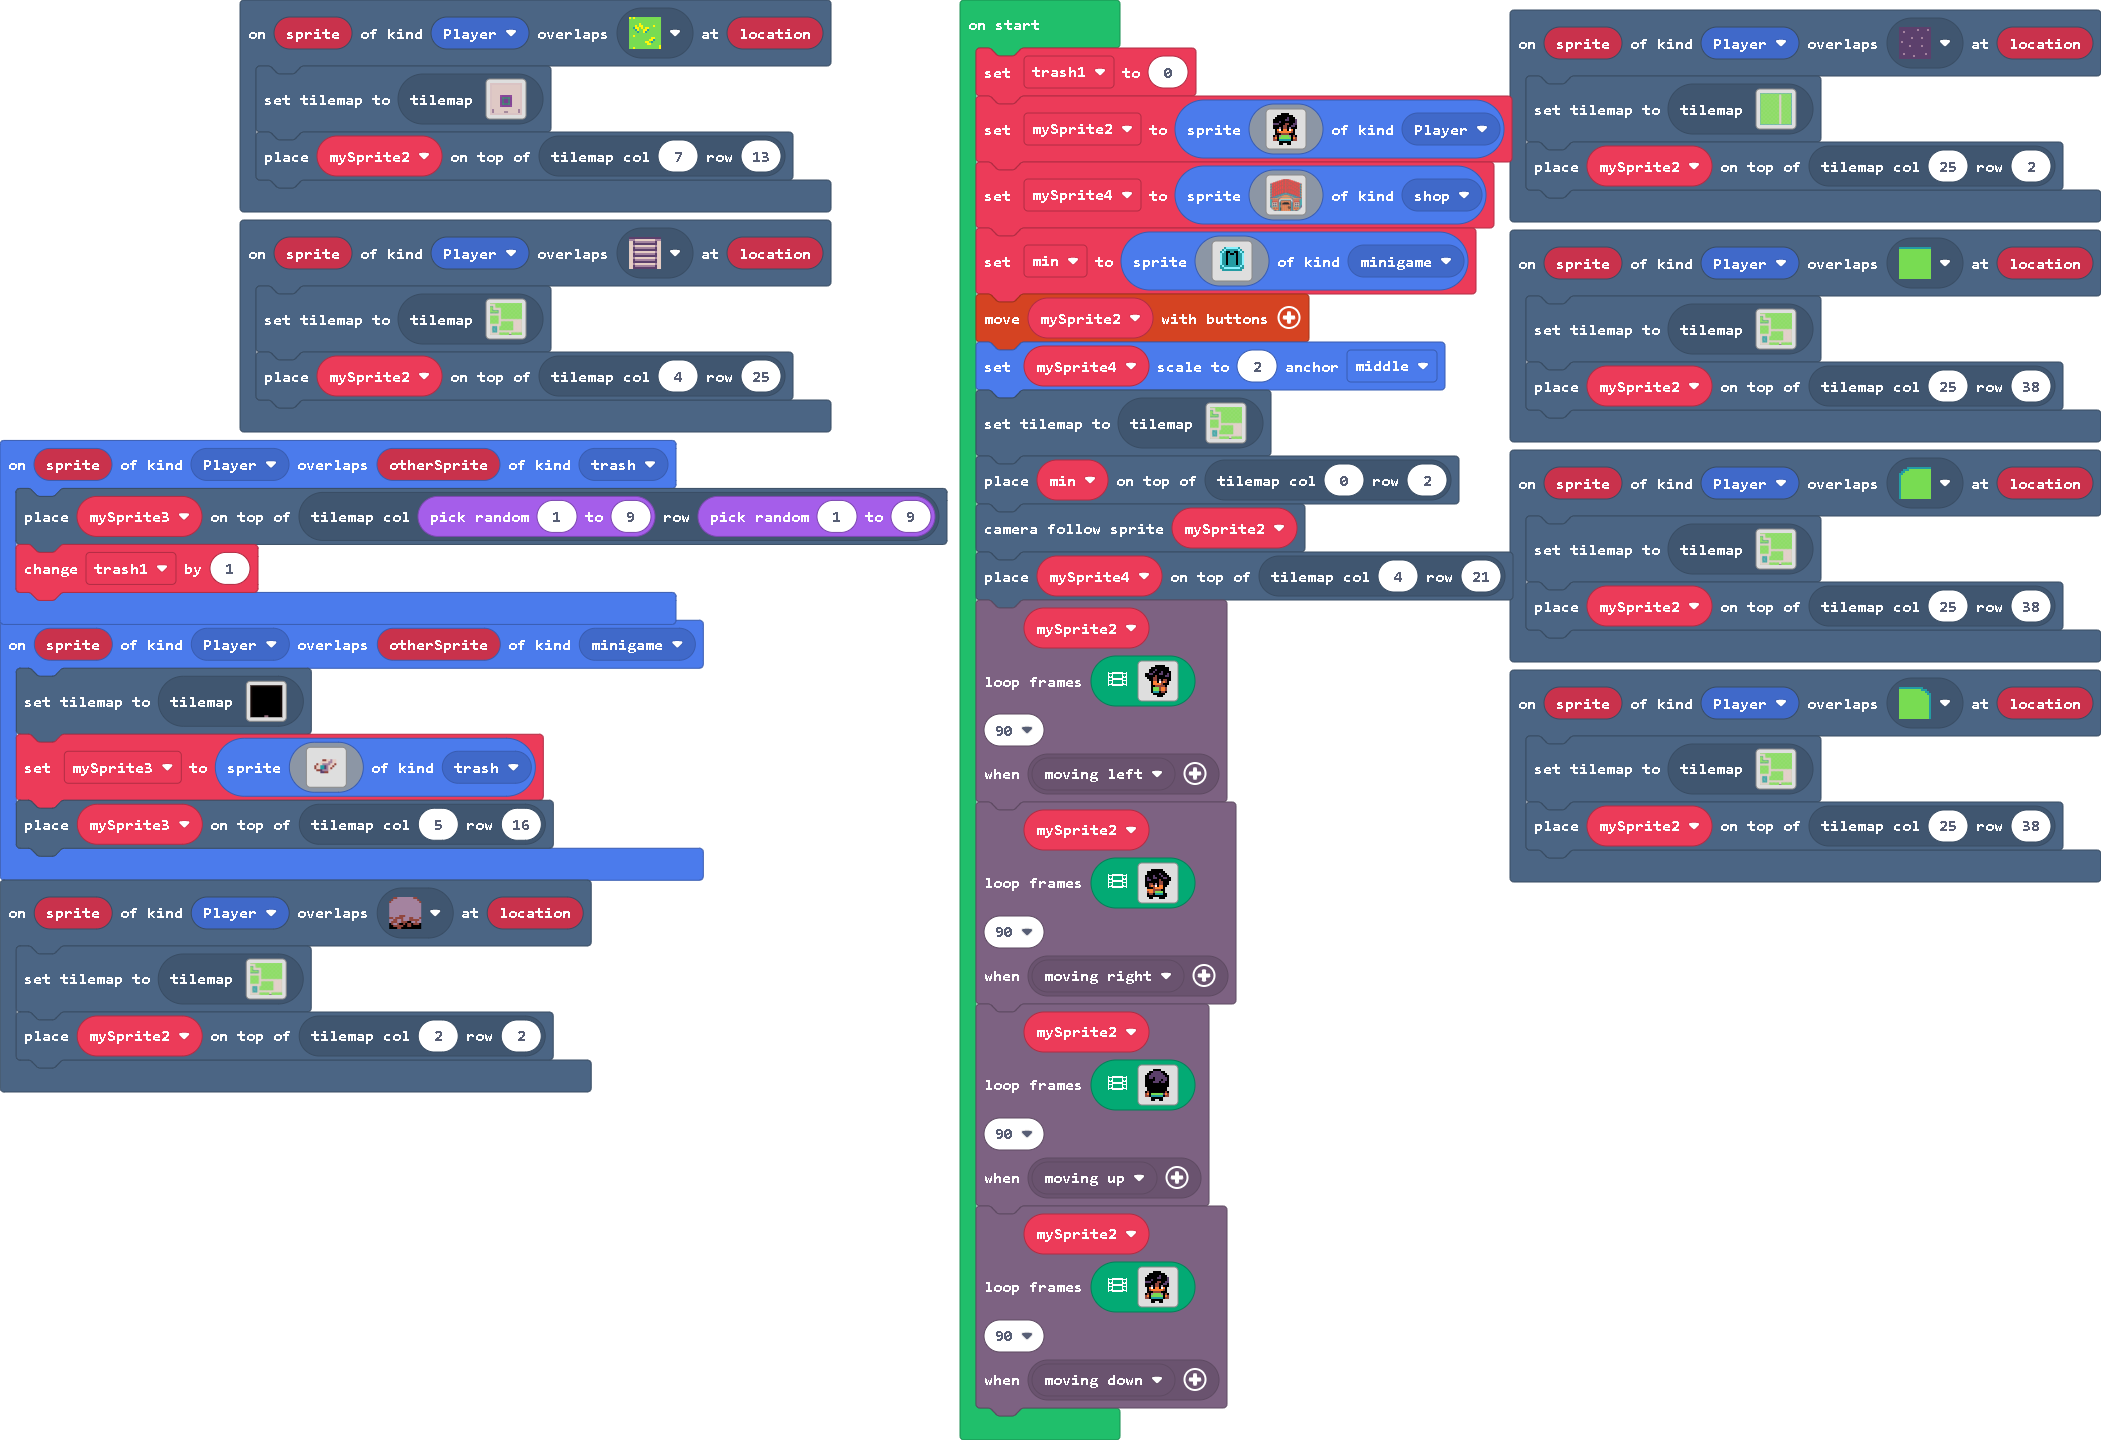 on sprite of kind Player overlaps at location
set tilemap to tilemap
place mySprite2 on top of tilemap col 7 row 13
on sprite of kind Player overlaps at location
set tilemap to tilemap
place mySprite2 on top of tilemap col 4 row 25
on sprite of kind Player overlaps otherSprite of kind trash
place mySprite3 on top of tilemap col pick random 1 to 9 row pick random 1 to 9
change trash1 by 1
on sprite of kind Player overlaps otherSprite of kind minigame
set tilemap to tilemap
set mySprite3 to sprite of kind trash
place mySprite3 on top of tilemap col 5 row 16
on sprite of kind Player overlaps at location
set tilemap to tilemap
place mySprite2 on top of tilemap col 2 row 2
on start
set trash1 to 0
set mySprite2 to sprite of kind Player
set mySprite4 to sprite of kind shop
set min to sprite of kind minigame
move mySprite2 with buttons
set mySprite4 scale to 2 anchor middle
set tilemap to tilemap
place min on top of tilemap col 0 row 2
camera follow sprite mySprite2
place mySprite4 on top of tilemap col 4 row 21
mySprite2
loop frames
90
when moving left
mySprite2
loop frames
90
when moving right
mySprite2
loop frames
90
when moving up
mySprite2
loop frames
90
when moving down
on sprite of kind Player overlaps at location
set tilemap to tilemap
place mySprite2 on top of tilemap col 25 row 2
on sprite of kind Player overlaps at location
set tilemap to tilemap
place mySprite2 on top of tilemap col 25 row 38
on sprite of kind Player overlaps at location
set tilemap to tilemap
place mySprite2 on top of tilemap col 25 row 38
on sprite of kind Player overlaps at location
set tilemap to tilemap
place mySprite2 on top of tilemap col 25 row 38